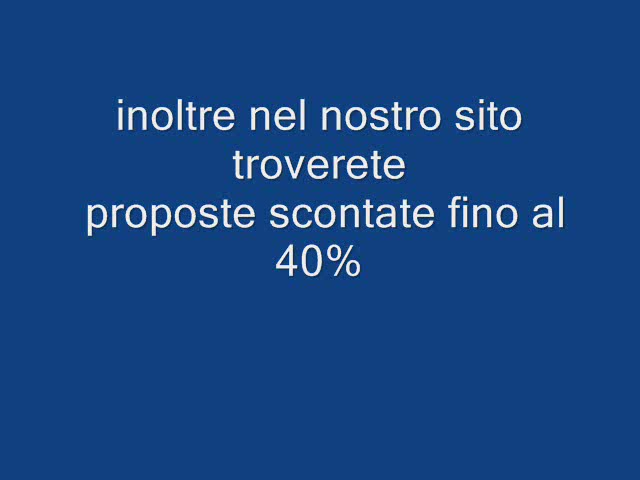 inoltre nel nostro sito
troverete
proposte scontate fino al
40%